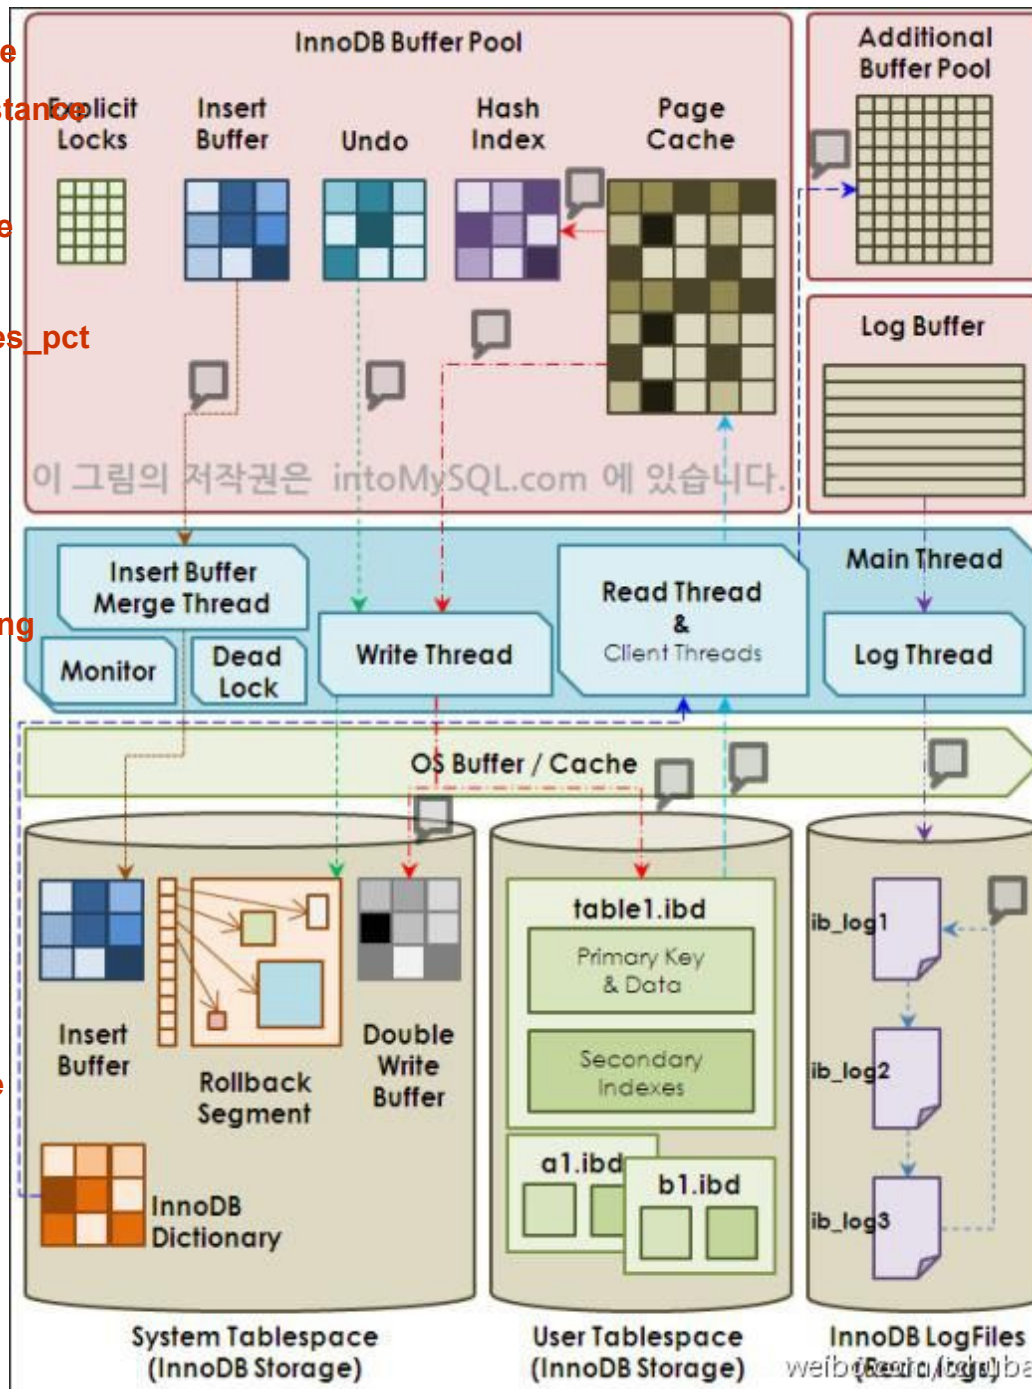 InnoDB Buffer Pool
Additional
Buffer Pool
e
stance
Explicit
Locks
Insert
Buffer
Undo
Hash
Index
Page
Cache
e
es_pct
Log Buffer
이 그림의 저작권은 intoMySQL.com 에 있습니다.
Main Thread
Insert Buffer
Merge Thread
ng
Monitor
Dead
Lock
Write Thread
Read Thread
&
Client Threads
Log Thread
OS Buffer / Cache
Insert
Buffer
Rollback
Segment
Double
Write
Buffer
e
InnoDB
Dictionary
table1.ibd
Primary Key
& Data
Secondary
Indexes
a1.ibd
b1.ibd
ib_log1
ib_log2
ib_log3
System Tablespace
(InnoDB Storage)
User Tablespace
(InnoDB Storage)
InnoDB LogFiles